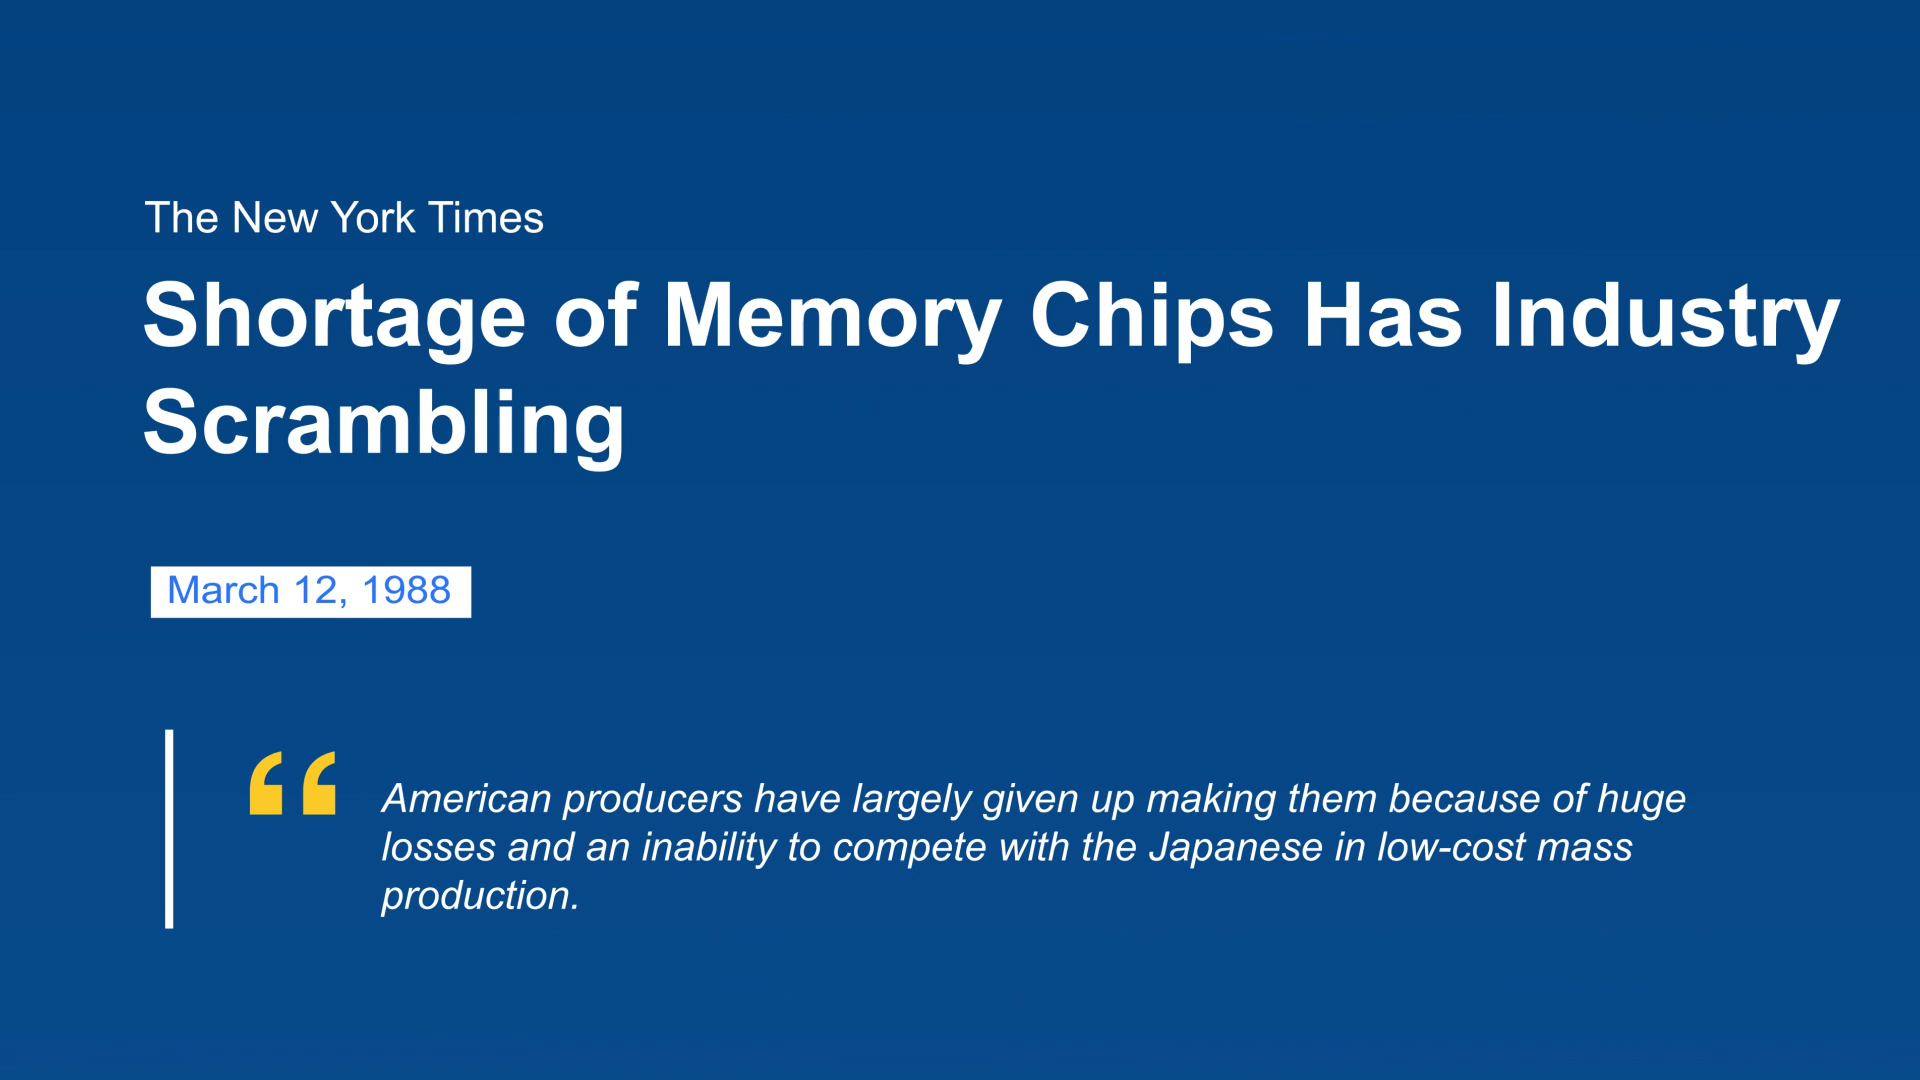 The New York Times
Shortage of Memory Chips Has Industry
Scrambling
March 12, 1988
“
American producers have largely given up making them because of huge
losses and an inability to compete with the Japanese in low-cost mass
production.